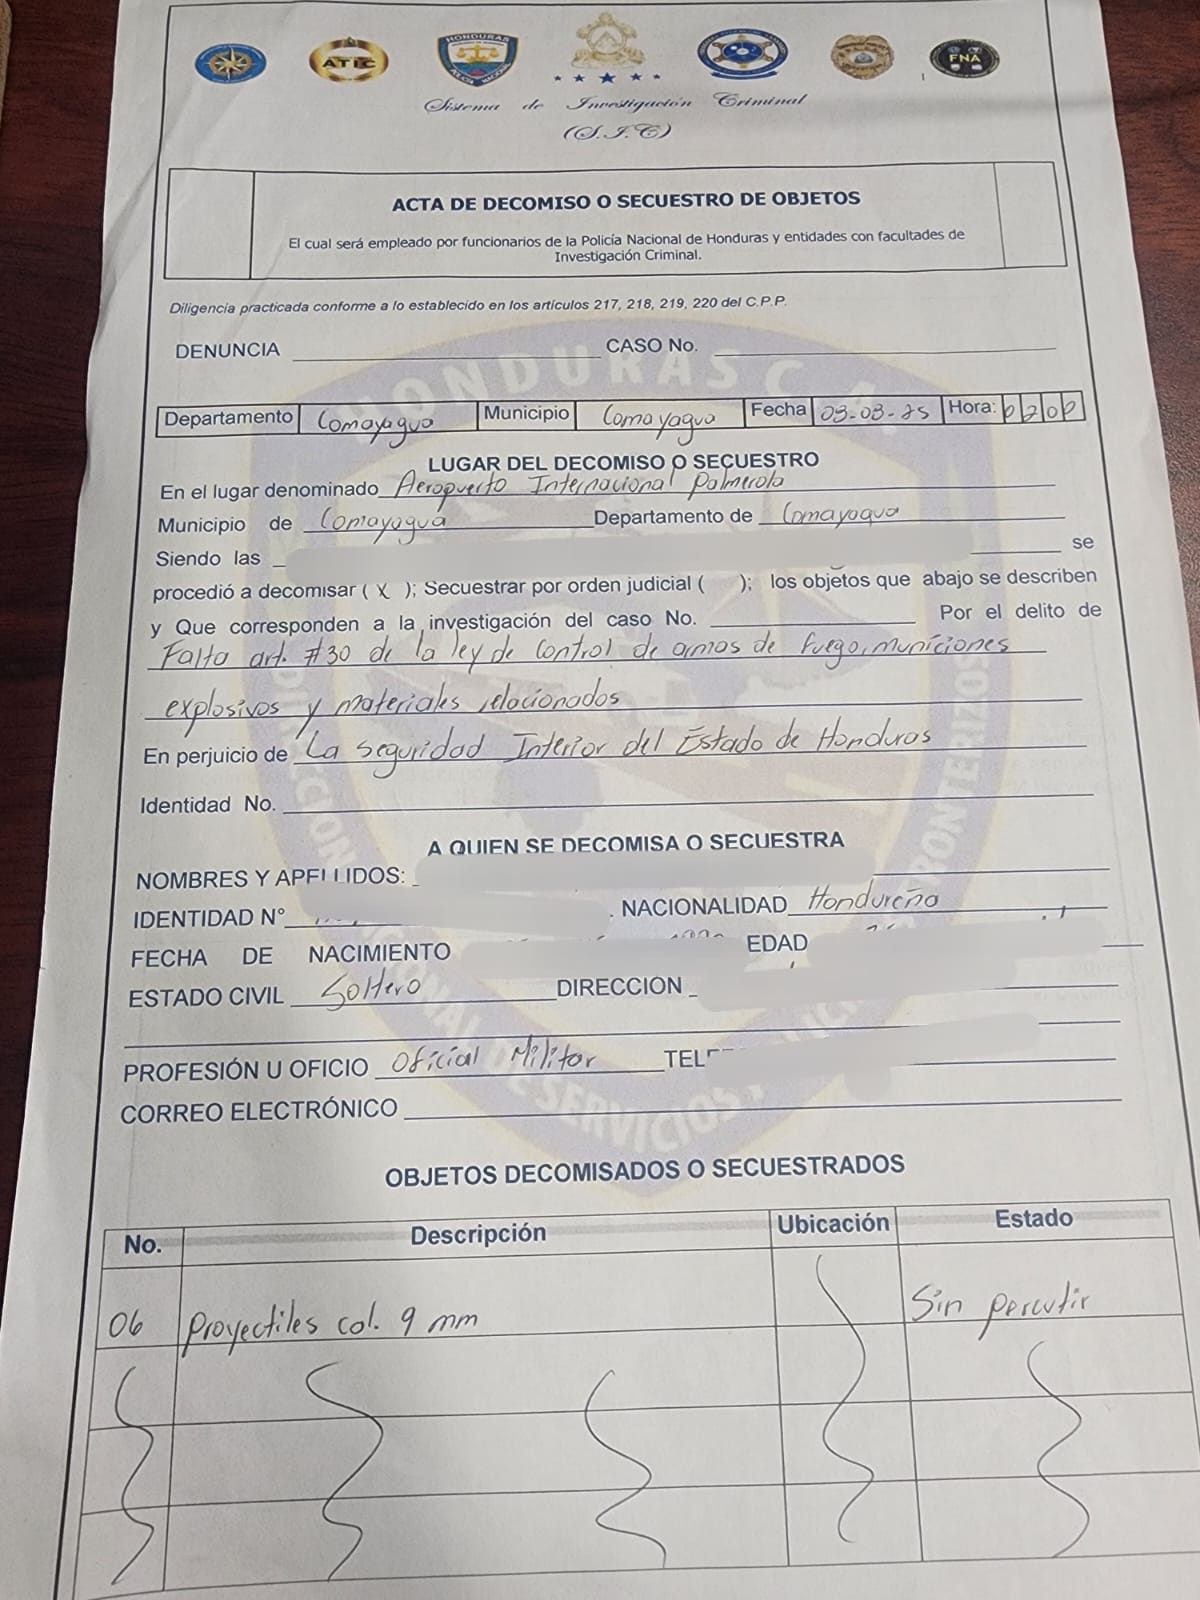 HONDURAS
ATIC
POLICIA NACIONAL
FNA
Sistema de Investigación Criminal
(S.I.C)
ACTA DE DECOMISO O SECUESTRO DE OBJETOS
El cual será empleado por funcionarios de la Policía Nacional de Honduras y entidades con facultades de
Investigación Criminal.
Diligencia practicada conforme a lo establecido en los artículos 217, 218, 219, 220 del C.P.P.
DENUNCIA CASO No.
HONDURAS C.A.
Departamento Comayagua Municipio Comayagua Fecha 03-03-25 Hora: 0200
LUGAR DEL DECOMISO O SECUESTRO
En el lugar denominado Aeropuerto Internacional Palmerola
Municipio de Comayagua Departamento de Comayagua
Siendo las se
procedió a decomisar ( X ); Secuestrar por orden judicial ( ); los objetos que abajo se describen
y Que corresponden a la investigación del caso No. Por el delito de
Falta art. #30 de la ley de control de armas de fuego, municiones
explosivos y materiales relacionados
En perjuicio de La seguridad Interior del Estado de Honduras
Identidad No.
A QUIEN SE DECOMISA O SECUESTRA
NOMBRES Y APELLIDOS:
IDENTIDAD N° NACIONALIDAD Hondureña
FECHA DE NACIMIENTO EDAD
ESTADO CIVIL Soltero DIRECCION
PROFESIÓN U OFICIO Oficial Militar
CORREO ELECTRÓNICO
OBJETOS DECOMISADOS O SECUESTRADOS
No. Descripción Ubicación Estado
06 Proyectiles cal. 9 mm Sin percutir